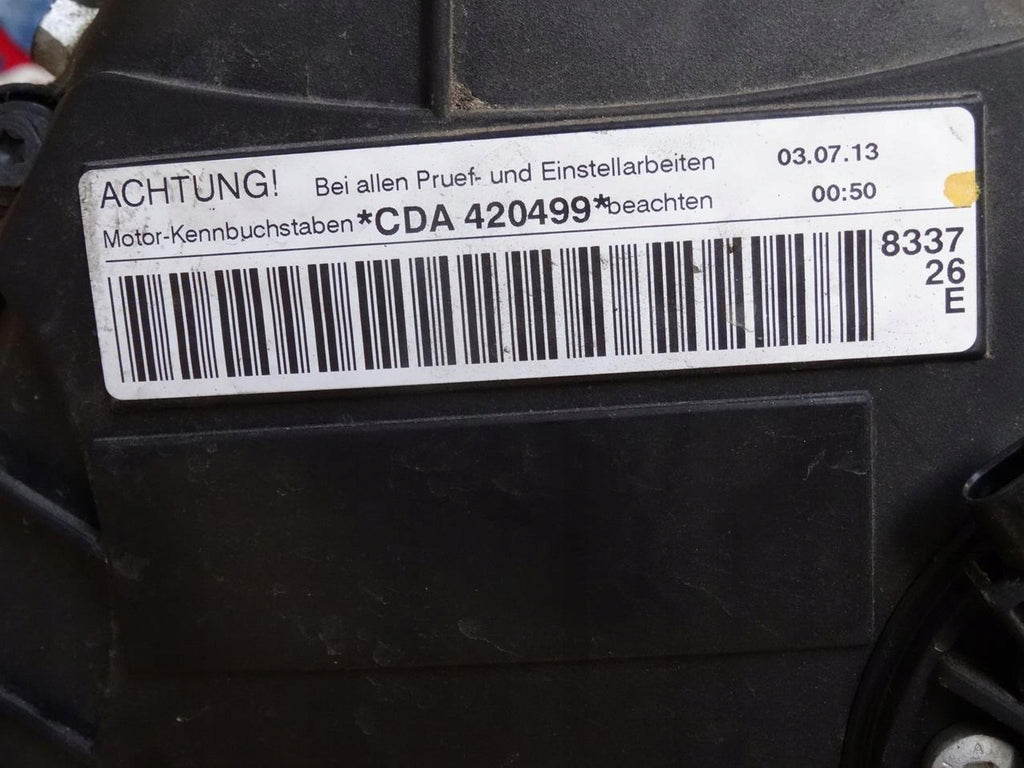 ACHTUNG! Bei allen Pruef- und Einstellarbeiten 03.07.13
Motor-Kennbuchstaben *CDA 420499* beachten 00:50
8337
26
E